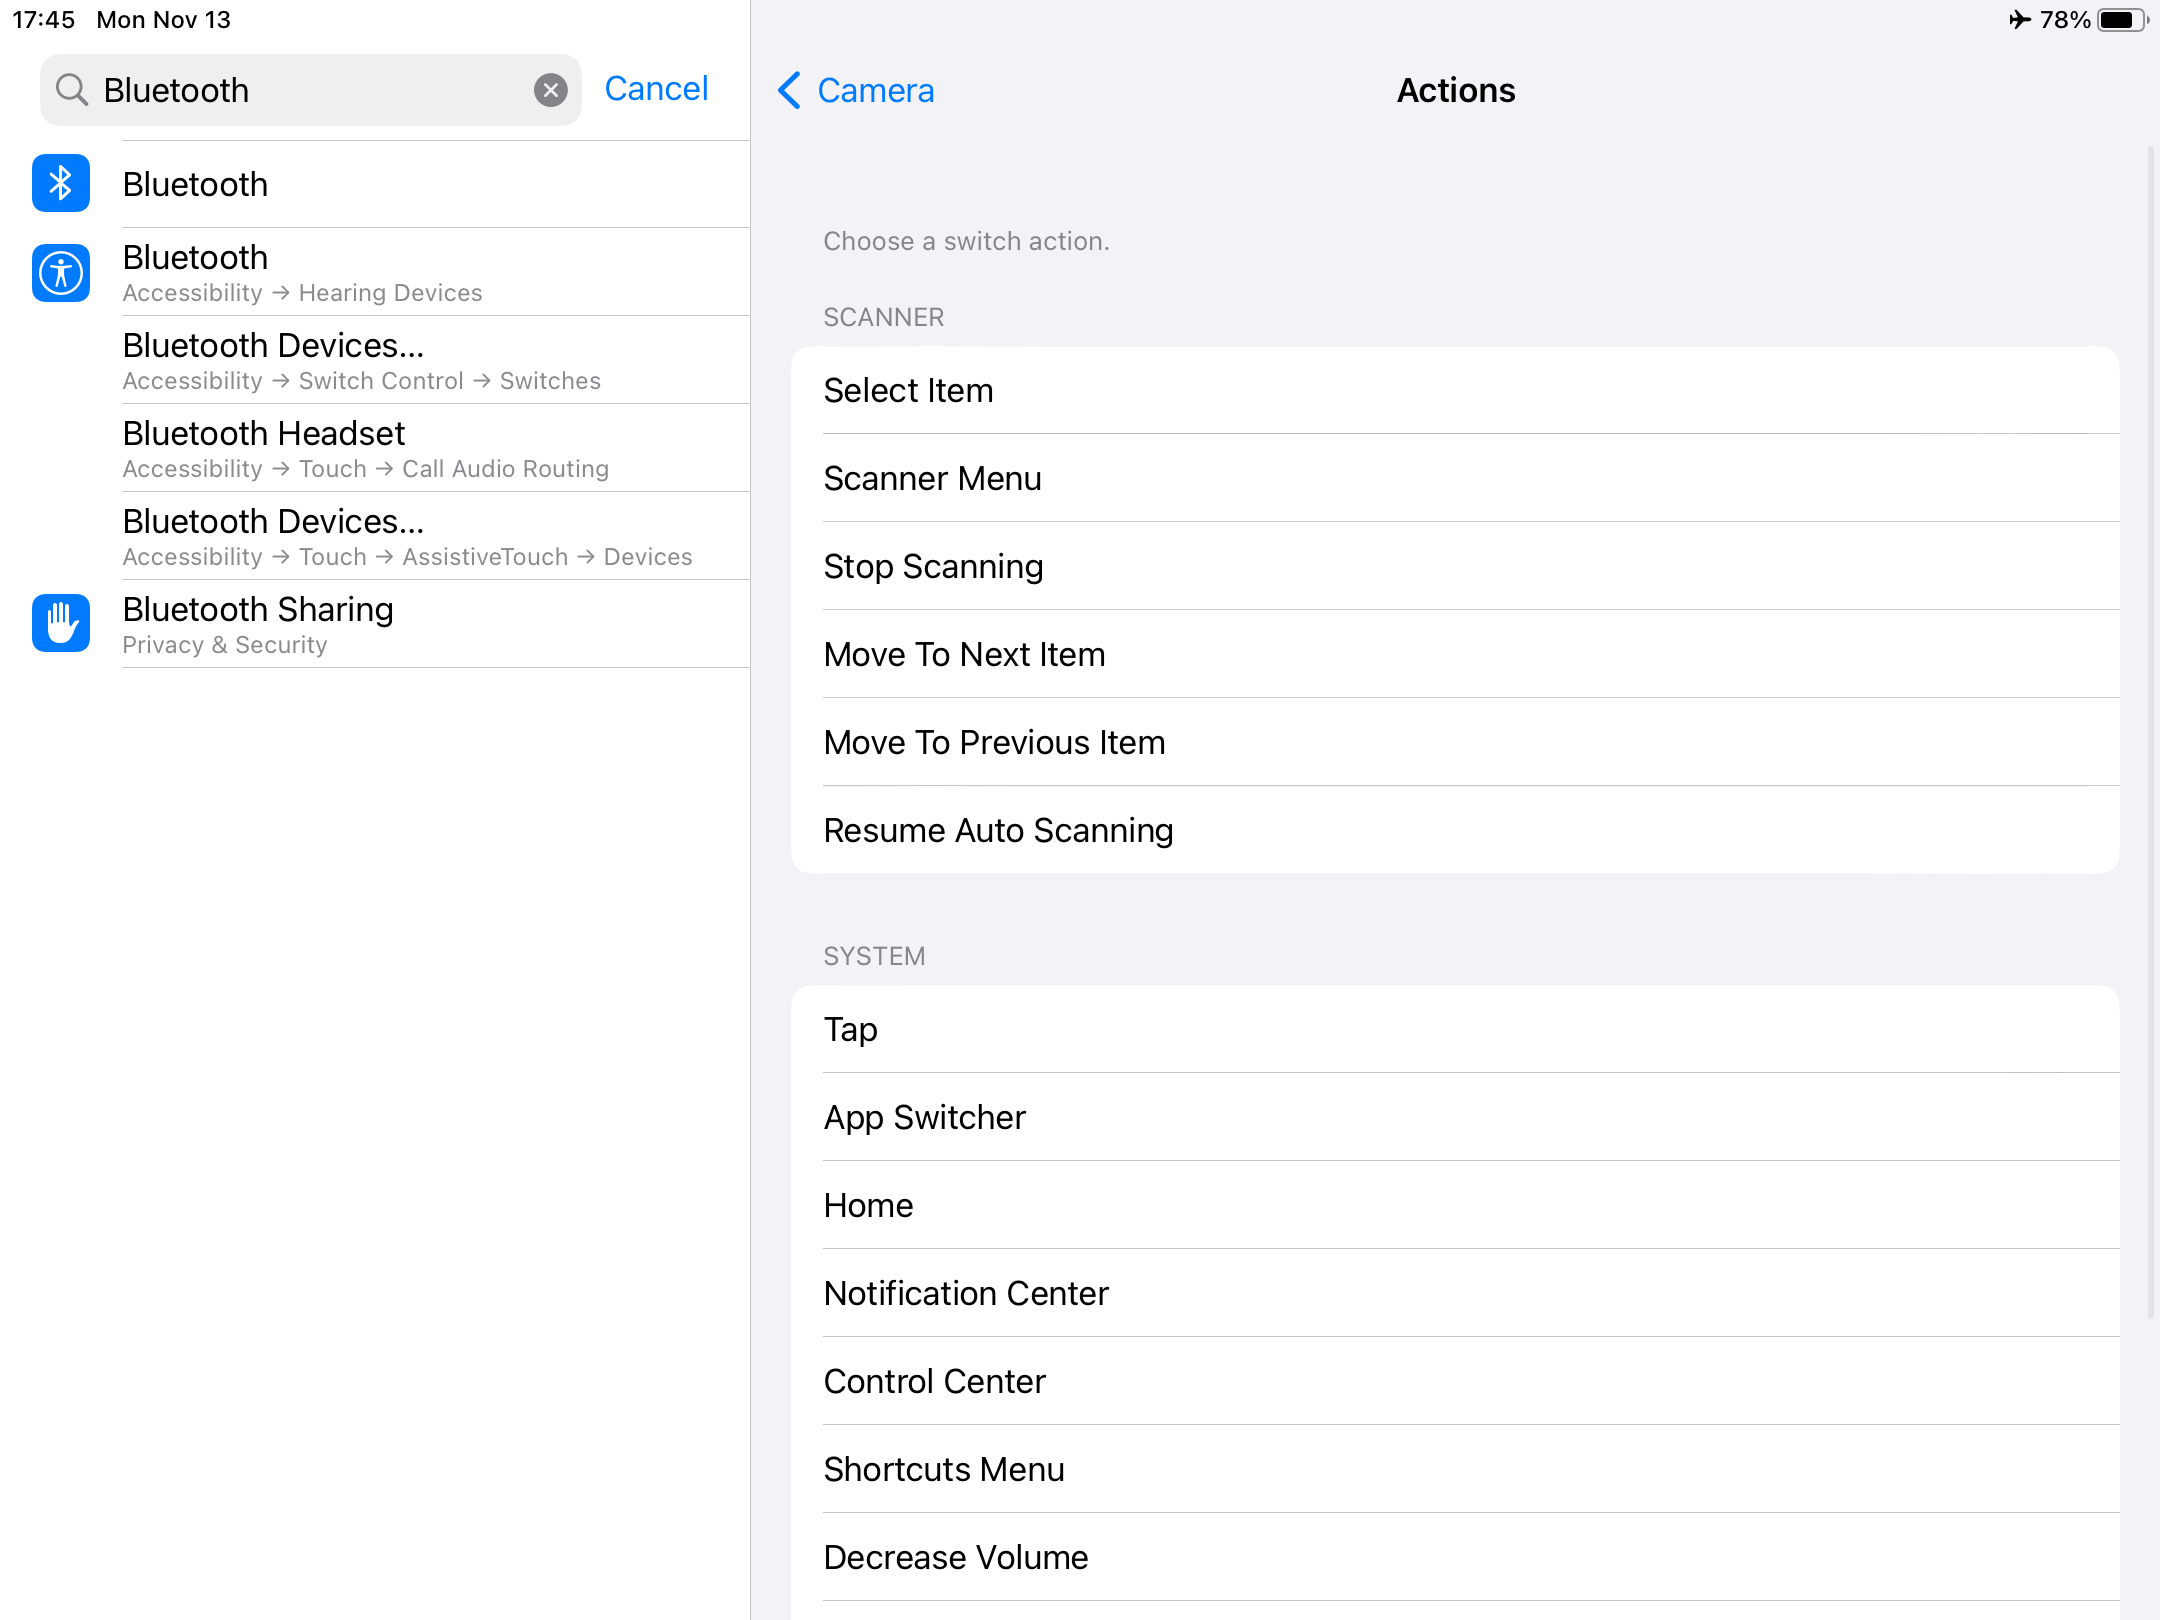 17:45 Mon Nov 13
78%
Bluetooth
Cancel
Bluetooth
Bluetooth
Accessibility → Hearing Devices
Bluetooth Devices...
Accessibility → Switch Control → Switches
Bluetooth Headset
Accessibility → Touch → Call Audio Routing
Bluetooth Devices...
Accessibility → Touch → AssistiveTouch → Devices
Bluetooth Sharing
Privacy & Security
Camera
Actions
Choose a switch action.
SCANNER
Select Item
Scanner Menu
Stop Scanning
Move To Next Item
Move To Previous Item
Resume Auto Scanning
SYSTEM
Tap
App Switcher
Home
Notification Center
Control Center
Shortcuts Menu
Decrease Volume